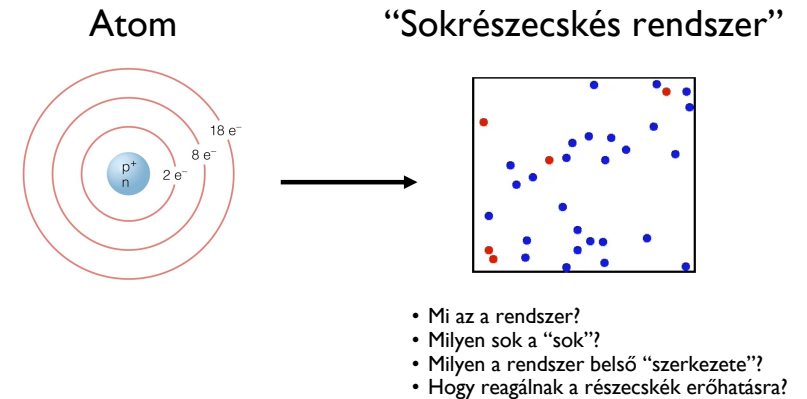 Atom
“Sokrészecskés rendszer”
18 e⁻
8 e⁻
p⁺
2 e⁻
n
• Mi az a rendszer?
• Milyen sok a “sok”?
• Milyen a rendszer belső “szerkezete”?
• Hogy reagálnak a részecskék erőhatásra?